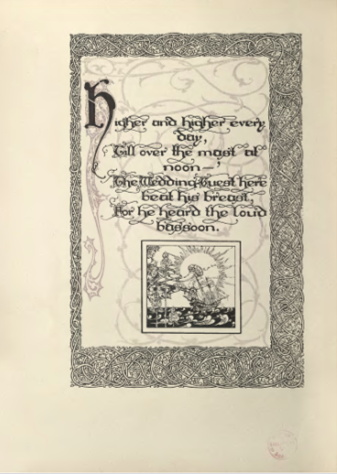 Higher and higher every
day,
Till over the mast at
noon—'
The Wedding-Guest here
beat his breast,
For he heard the loud
bassoon.